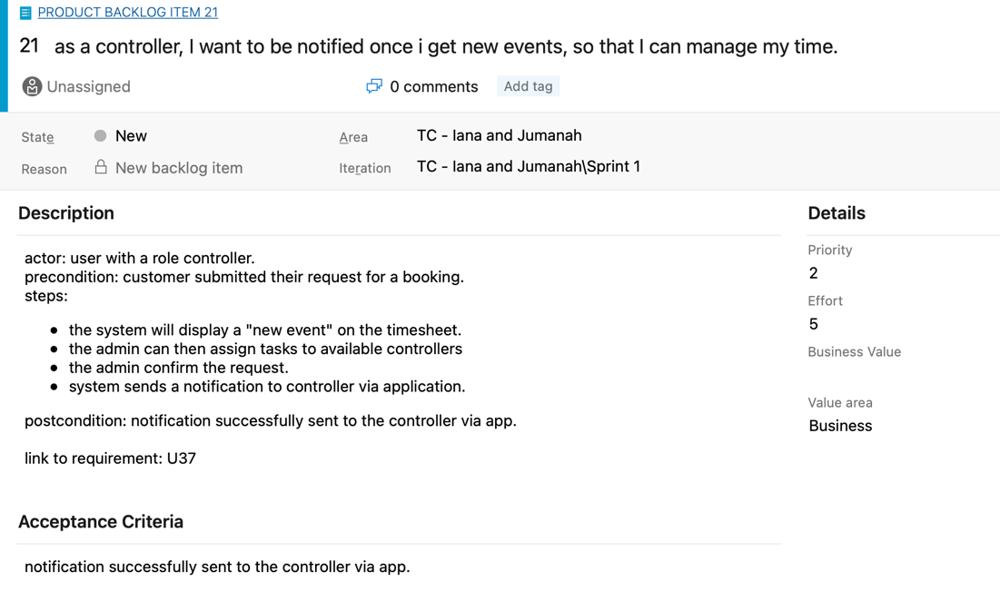 PRODUCT BACKLOG ITEM 21
21 as a controller, I want to be notified once i get new events, so that I can manage my time.
Unassigned
0 comments
Add tag
State
New
Area
TC - lana and Jumanah
Reason
New backlog item
Iteration
TC - lana and Jumanah\Sprint 1
Description
actor: user with a role controller.
precondition: customer submitted their request for a booking.
steps:
• the system will display a "new event" on the timesheet.
• the admin can then assign tasks to available controllers
• the admin confirm the request.
• system sends a notification to controller via application.
postcondition: notification successfully sent to the controller via app.
link to requirement: U37
Acceptance Criteria
notification successfully sent to the controller via app.
Details
Priority
2
Effort
5
Business Value
Value area
Business